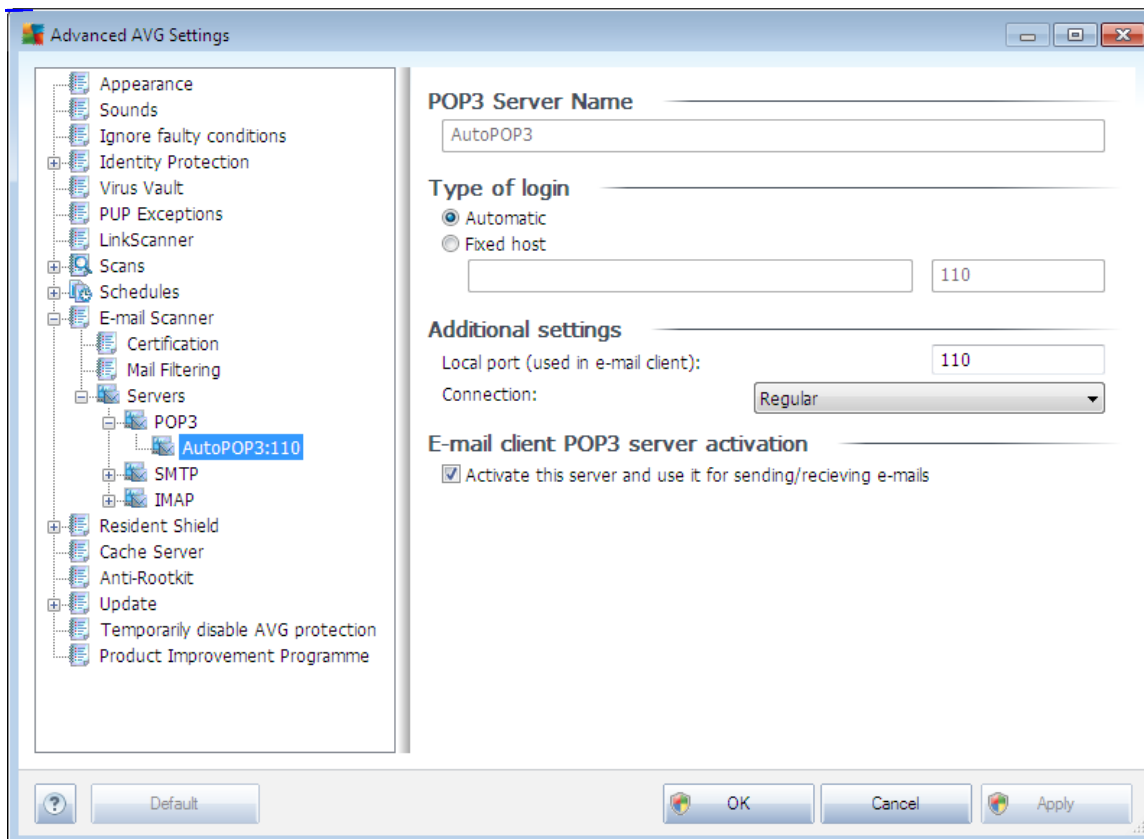 Advanced AVG Settings
Appearance
Sounds
Ignore faulty conditions
Identity Protection
Virus Vault
PUP Exceptions
LinkScanner
Scans
Schedules
E-mail Scanner
Certification
Mail Filtering
Servers
POP3
AutoPOP3:110
SMTP
IMAP
Resident Shield
Cache Server
Anti-Rootkit
Update
Temporarily disable AVG protection
Product Improvement Programme
POP3 Server Name
AutoPOP3
Type of login
Automatic
Fixed host
110
Additional settings
Local port (used in e-mail client): 110
Connection: Regular
E-mail client POP3 server activation
Activate this server and use it for sending/recieving e-mails
? Default OK Cancel Apply